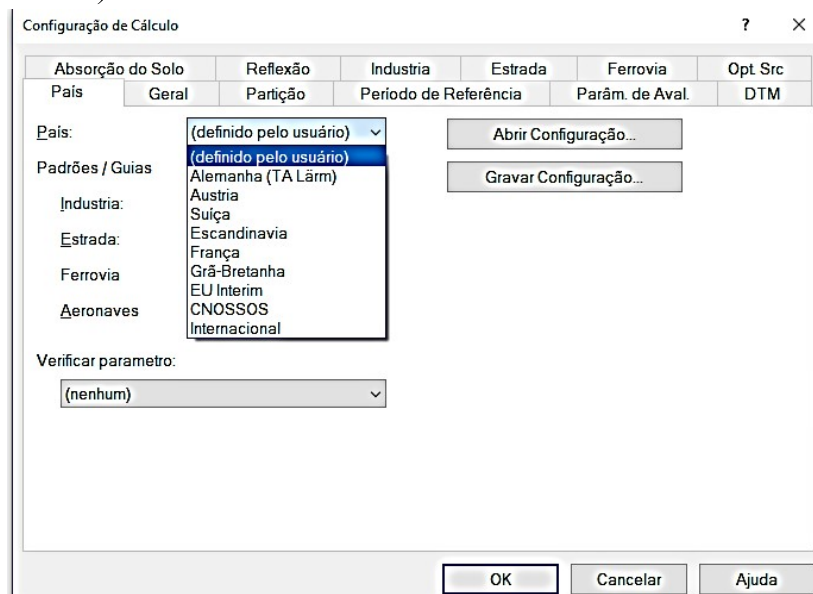 Configuração de Cálculo ? ×
Absorção do Solo Reflexão Industria Estrada Ferrovia Opt. Src
País Geral Partição Período de Referência Parâm. de Aval. DTM
País: (definido pelo usuário) Abrir Configuração...
(definido pelo usuário)
Padrões / Guias Alemanha (TA Lärm) Gravar Configuração...
Austria
Industria: Suíça
Estrada: Escandinavia
França
Ferrovia Grã-Bretanha
EU Interim
Aeronaves CNOSSOS
Internacional
Verificar parametro:
(nenhum)
OK Cancelar Ajuda